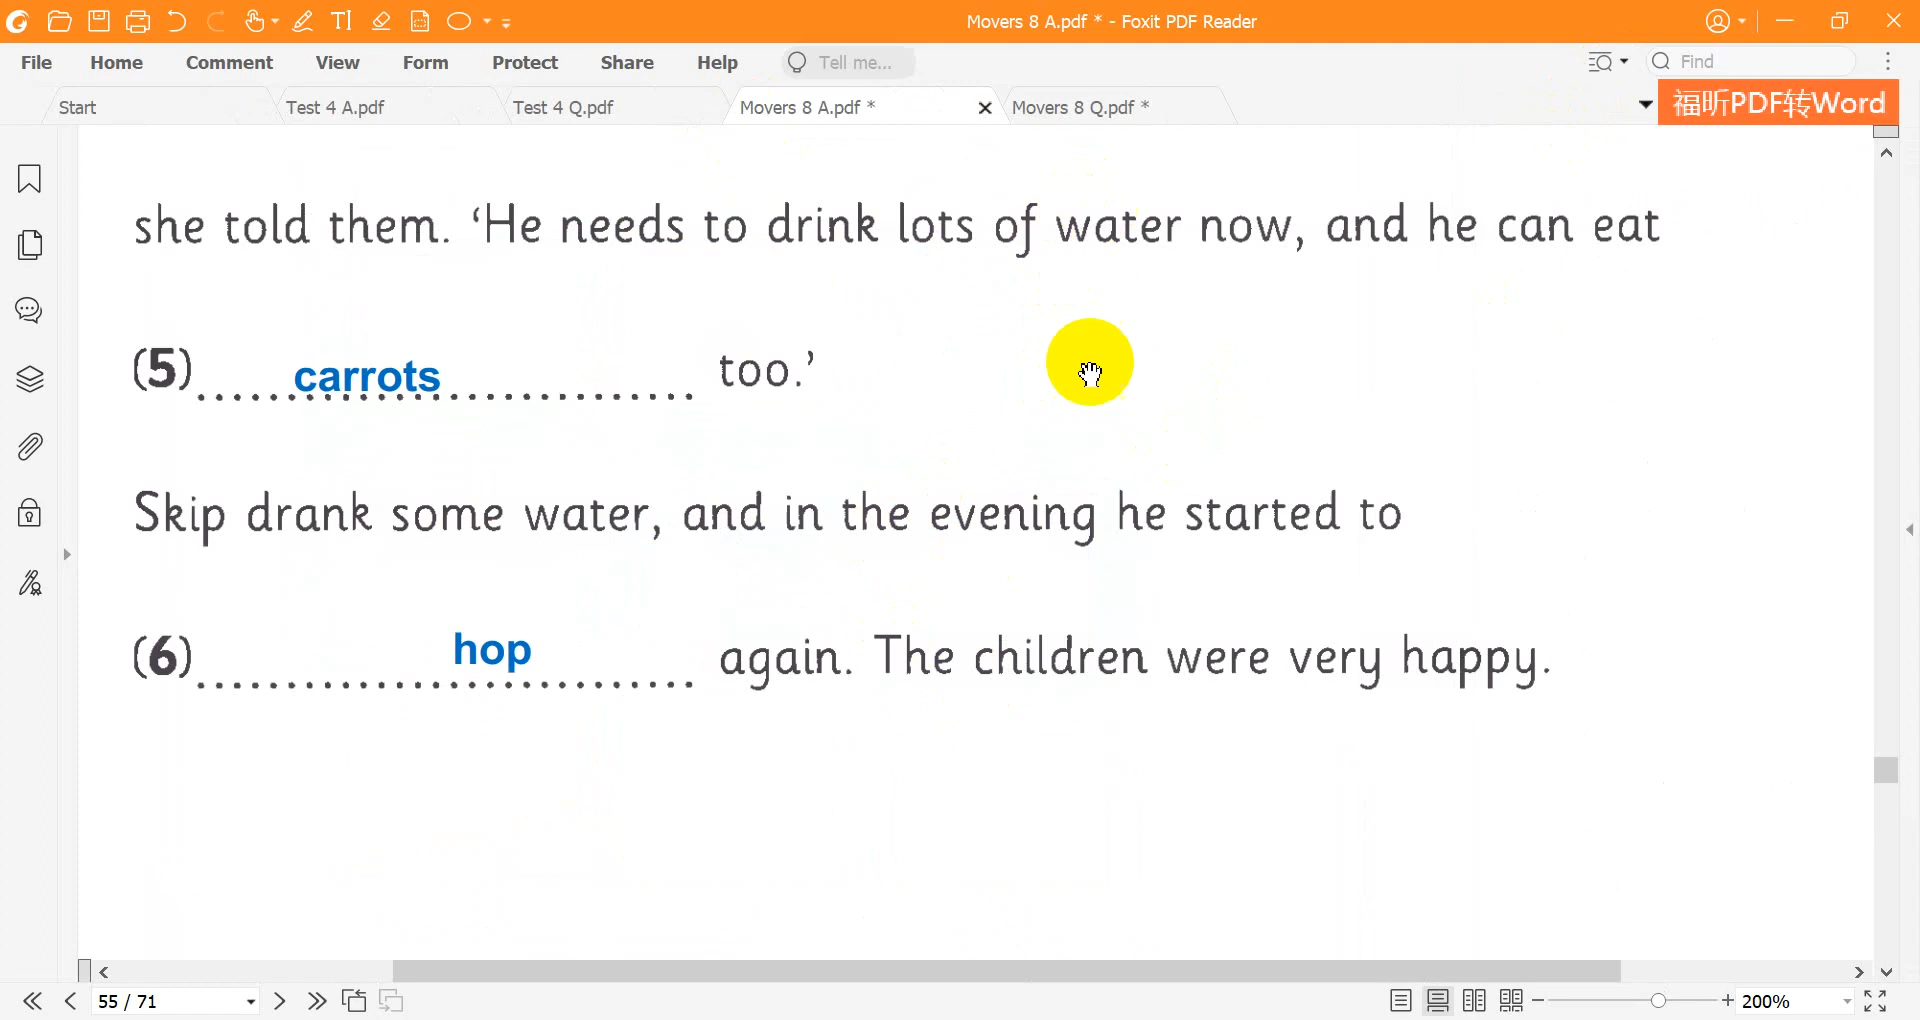 Movers 8 A.pdf * - Foxit PDF Reader
File Home Comment View Form Protect Share Help Tell me... Find
Start Test 4 A.pdf Test 4 Q.pdf Movers 8 A.pdf * Movers 8 Q.pdf * 福昕PDF转Word
she told them. ‘He needs to drink lots of water now, and he can eat
(5) carrots too.’
Skip drank some water, and in the evening he started to
(6) hop again. The children were very happy.
55 / 71 200%